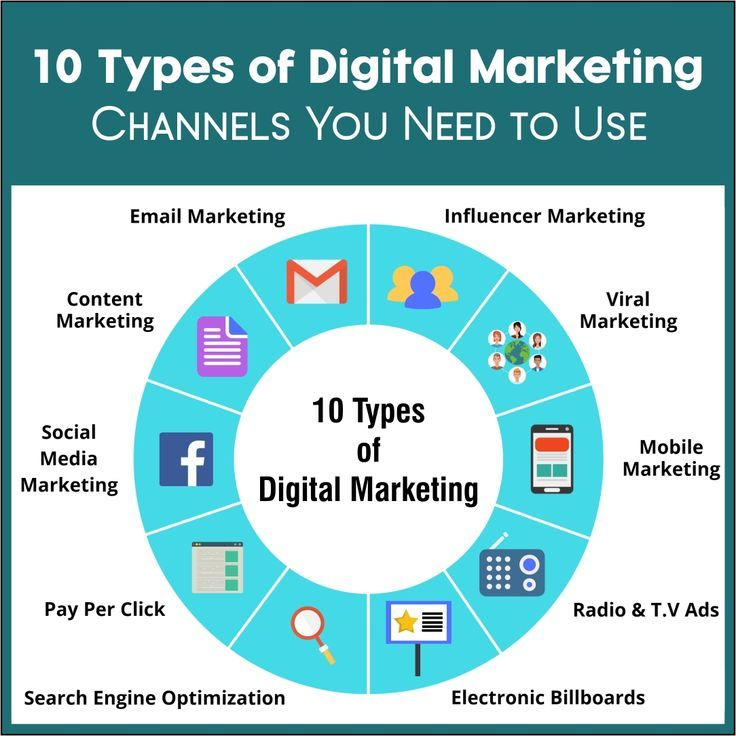 10 Types of Digital Marketing
Channels You Need to Use
Email Marketing
Influencer Marketing
Content
Marketing
Viral
Marketing
Social
Media
Marketing
10 Types
of
Digital Marketing
Mobile
Marketing
Pay Per Click
Radio & T.V Ads
Search Engine Optimization
Electronic Billboards